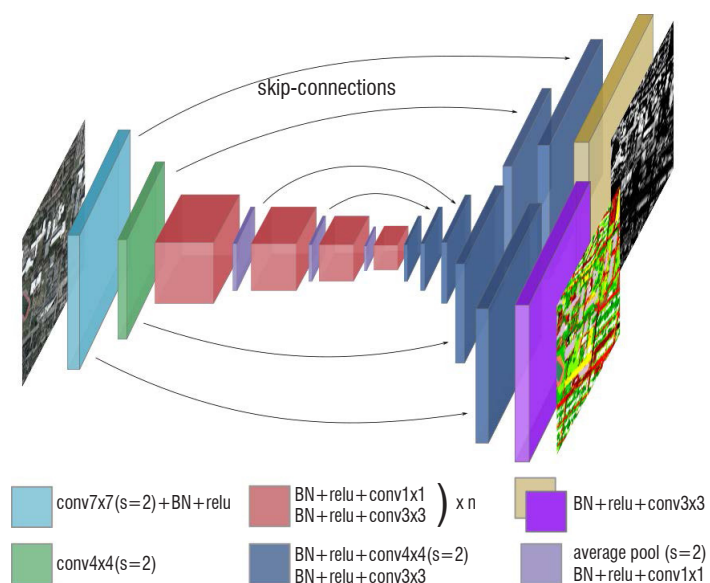 skip-connections
conv7x7(s=2)+BN+relu
BN+relu+conv1x1
BN+relu+conv3x3
) x n
BN+relu+conv3x3
conv4x4(s=2)
BN+relu+conv4x4(s=2)
BN+relu+conv3x3
average pool (s=2)
BN+relu+conv1x1